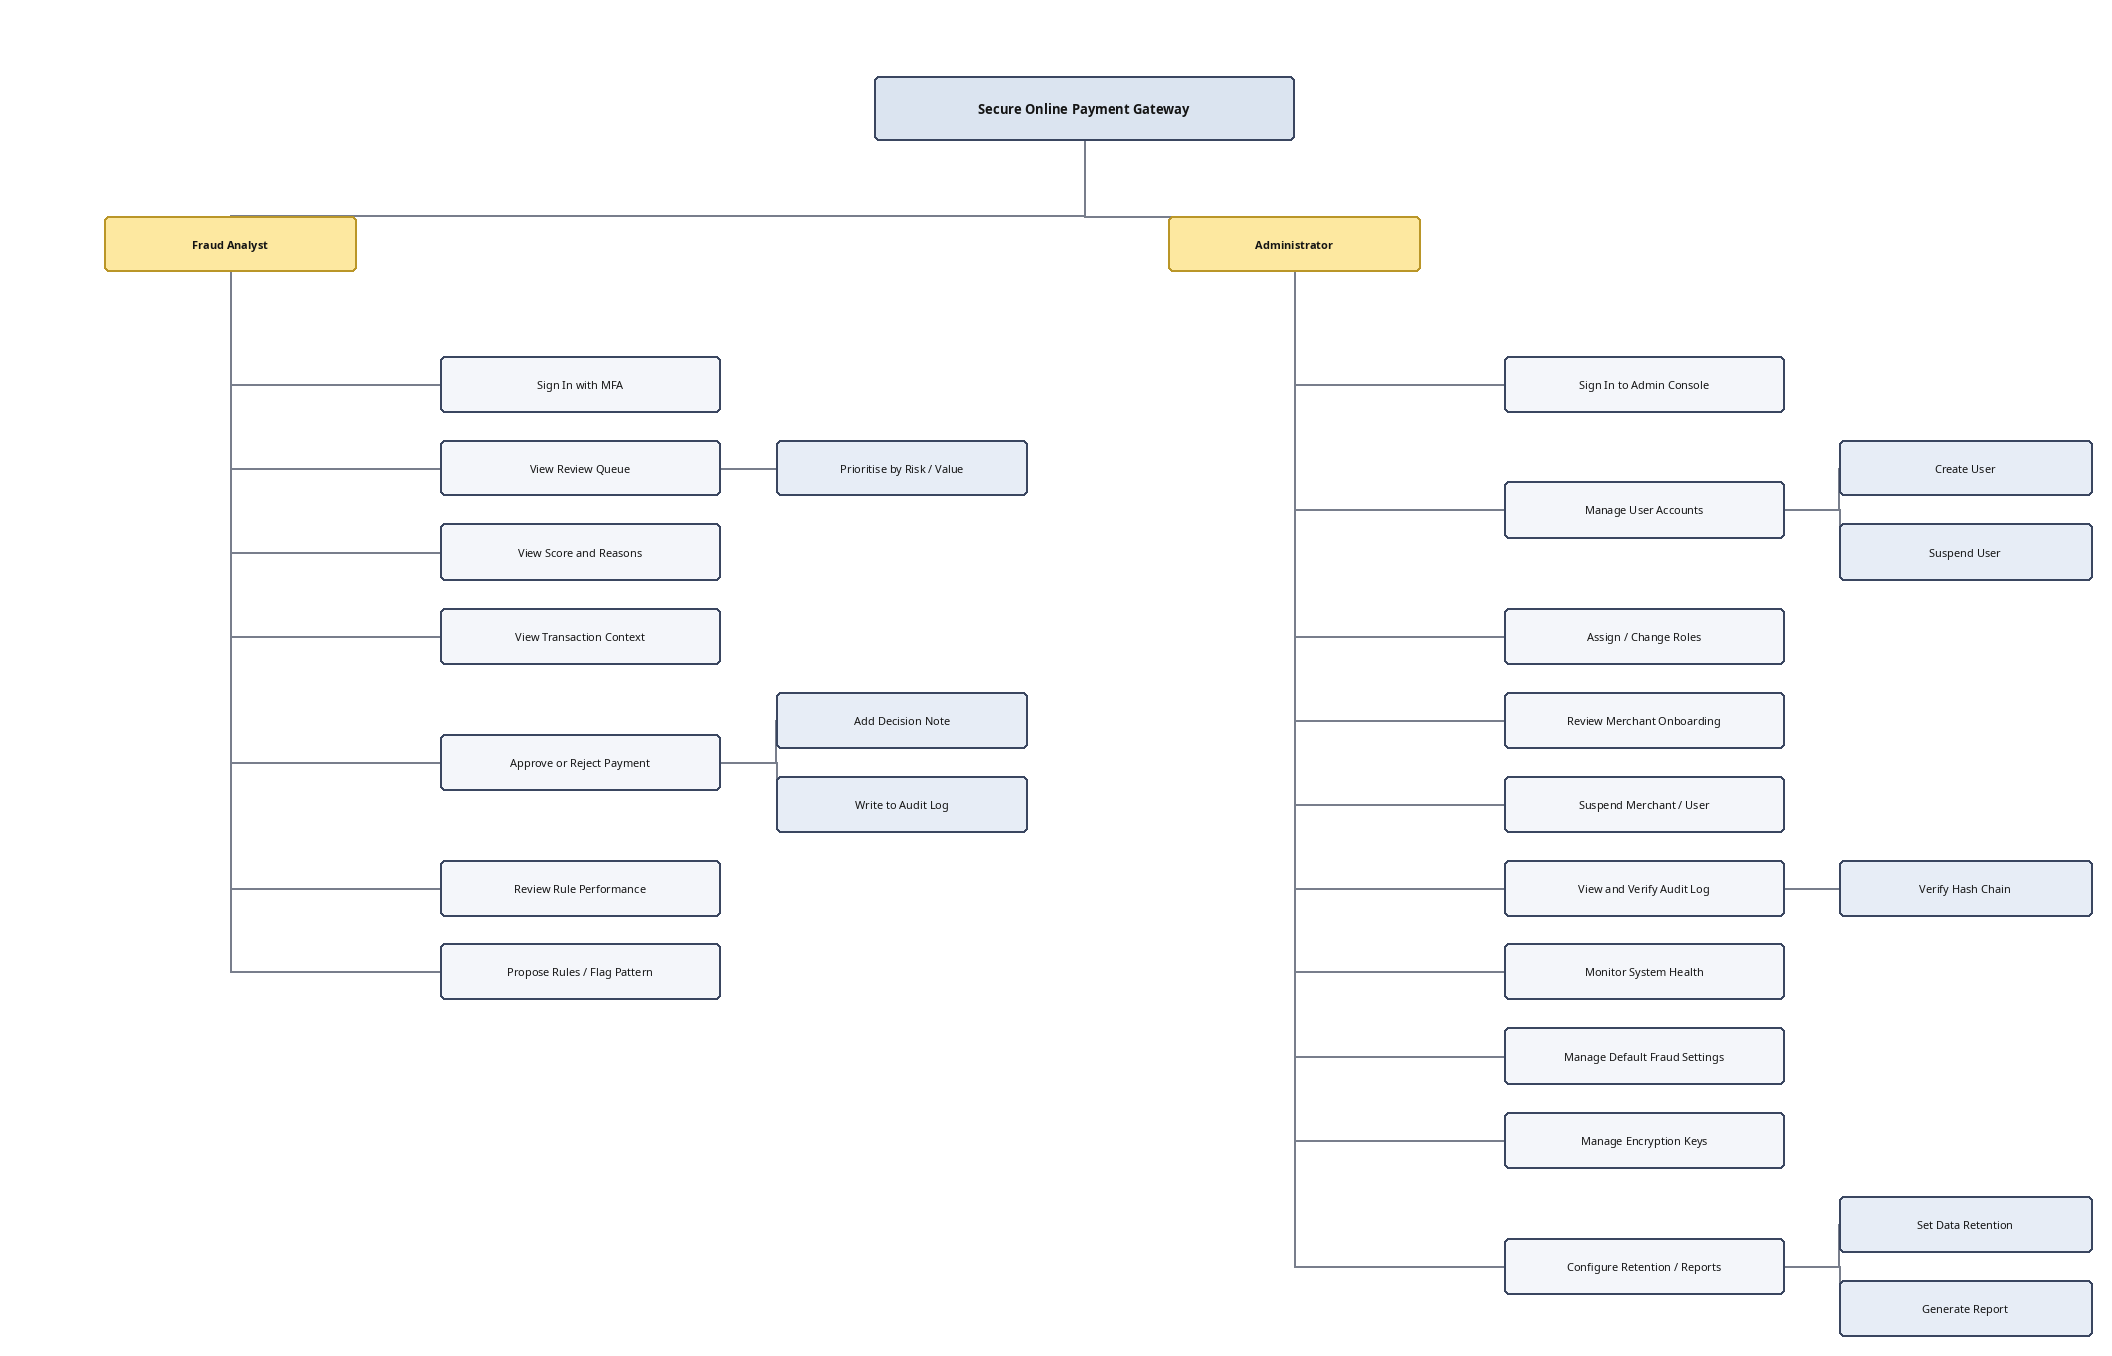 Secure Online Payment Gateway
Fraud Analyst
Sign In with MFA
View Review Queue
Prioritise by Risk / Value
View Score and Reasons
View Transaction Context
Approve or Reject Payment
Add Decision Note
Write to Audit Log
Review Rule Performance
Propose Rules / Flag Pattern
Administrator
Sign In to Admin Console
Manage User Accounts
Create User
Suspend User
Assign / Change Roles
Review Merchant Onboarding
Suspend Merchant / User
View and Verify Audit Log
Verify Hash Chain
Monitor System Health
Manage Default Fraud Settings
Manage Encryption Keys
Configure Retention / Reports
Set Data Retention
Generate Report